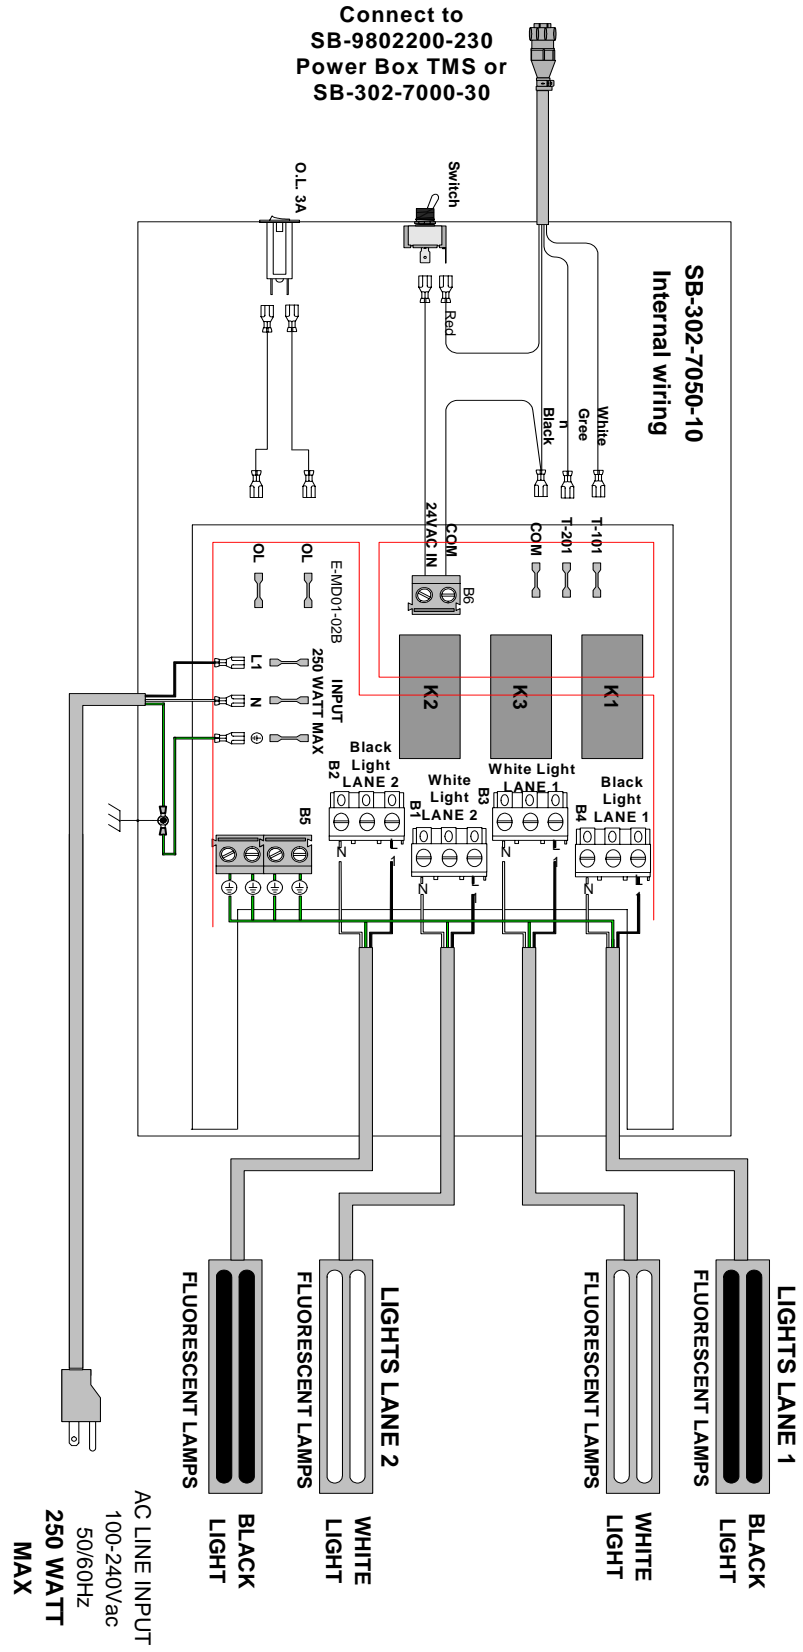 Connect to
SB-9802200-230
Power Box TMS or
SB-302-7000-30
O.L. 3A
Switch
SB-302-7050-10
Internal wiring
Red
White
Gree
n
Black
24VAC IN
COM
COM
T-201
T-101
B6
OL
OL
E-MD01-02B
K2
K3
K1
L1
N
INPUT
250 WATT MAX
Black
Light
LANE 2
B2
White
Light
LANE 2
B1
White Light
LANE 1
B3
Black
Light
LANE 1
B4
B5
N
L
1
N
L
1
N
L
1
N
L
1
FLUORESCENT LAMPS
BLACK
LIGHT
FLUORESCENT LAMPS
LIGHTS LANE 2
WHITE
LIGHT
FLUORESCENT LAMPS
WHITE
LIGHT
FLUORESCENT LAMPS
LIGHTS LANE 1
BLACK
LIGHT
AC LINE INPUT
100-240Vac
50/60Hz
250 WATT
MAX